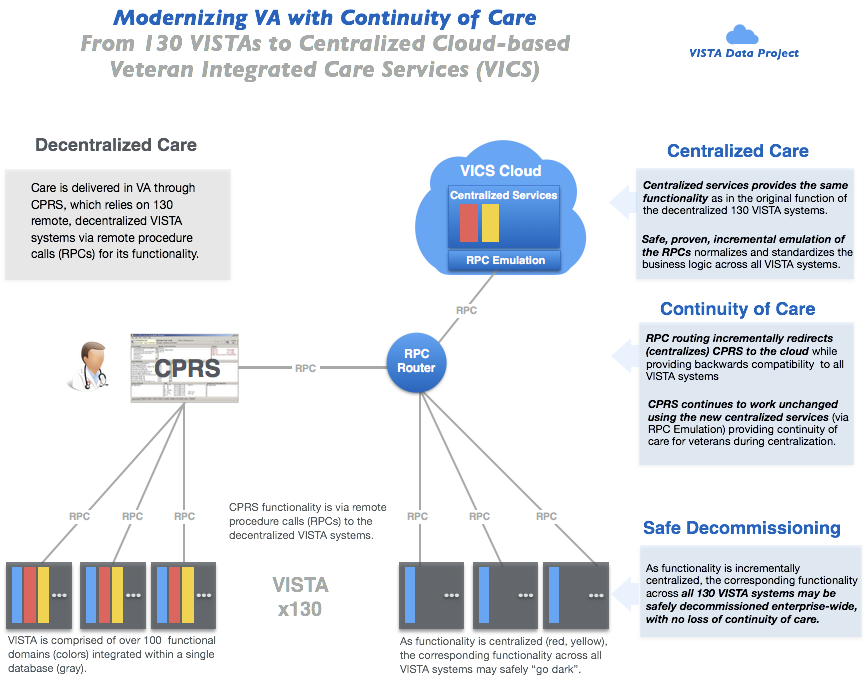 Modernizing VA with Continuity of Care
From 130 VISTAs to Centralized Cloud-based
Veteran Integrated Care Services (VICS)
VISTA Data Project
Decentralized Care
Care is delivered in VA through
CPRS, which relies on 130
remote, decentralized VISTA
systems via remote procedure
calls (RPCs) for its functionality.
VICS Cloud
Centralized Services
RPC Emulation
Centralized Care
Centralized services provides the same
functionality as in the original function of
the decentralized 130 VISTA systems.
Safe, proven, incremental emulation of
the RPCs normalizes and standardizes the
business logic across all VISTA systems.
RPC
CPRS
RPC
RPC
Router
Continuity of Care
RPC routing incrementally redirects
(centralizes) CPRS to the cloud while
providing backwards compatibility to all
VISTA systems
CPRS continues to work unchanged
using the new centralized services (via
RPC Emulation) providing continuity of
care for veterans during centralization.
RPC
RPC
RPC
CPRS functionality is via remote
procedure calls (RPCs) to the
decentralized VISTA systems.
RPC
RPC
RPC
VISTA
x130
Safe Decommissioning
As functionality is incrementally
centralized, the corresponding functionality
across all 130 VISTA systems may be
safely decommissioned enterprise-wide,
with no loss of continuity of care.
VISTA is comprised of over 100 functional
domains (colors) integrated within a single
database (gray).
As functionality is centralized (red, yellow),
the corresponding functionality across all
VISTA systems may safely “go dark”.